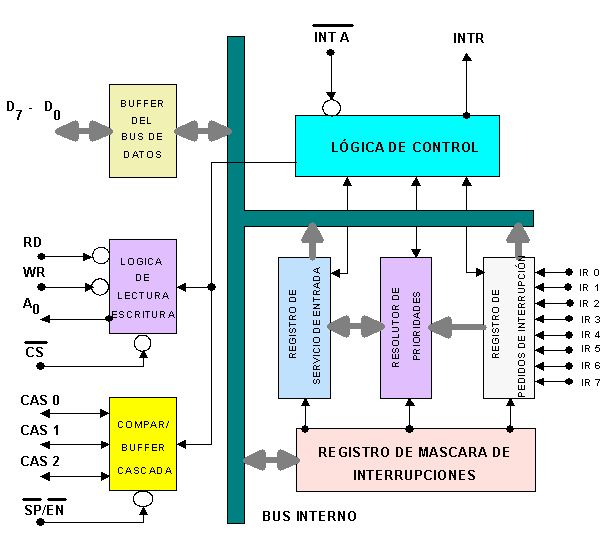 INT A
INTR
D7 - D0
BUFFER
DEL
BUS DE
DATOS
LÓGICA DE CONTROL
RD
WR
A0
CS
LOGICA
DE
LECTURA
ESCRITURA
REGISTRO DE
SERVICIO DE ENTRADA
RESOLUTOR DE
PRIORIDADES
REGISTRO DE
PEDIDOS DE INTERRUPCIÓN
IR 0
IR 1
IR 2
IR 3
IR 4
IR 5
IR 6
IR 7
CAS 0
CAS 1
CAS 2
SP/EN
COMPAR/
BUFFER
CASCADA
REGISTRO DE MASCARA DE
INTERRUPCIONES
BUS INTERNO